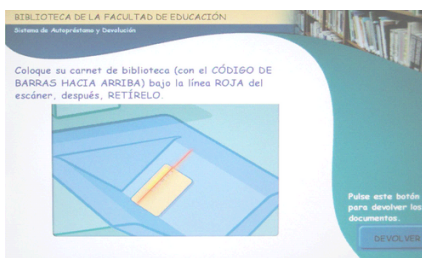 BIBLIOTECA DE LA FACULTAD DE EDUCACIÓN
Sistema de Autopréstamo y Devolución
Coloque su carnet de biblioteca (con el CÓDIGO DE
BARRAS HACIA ARRIBA) bajo la línea ROJA del
escáner, después, RETÍRELO.
Pulse este botón
para devolver los
documentos.
DEVOLVER